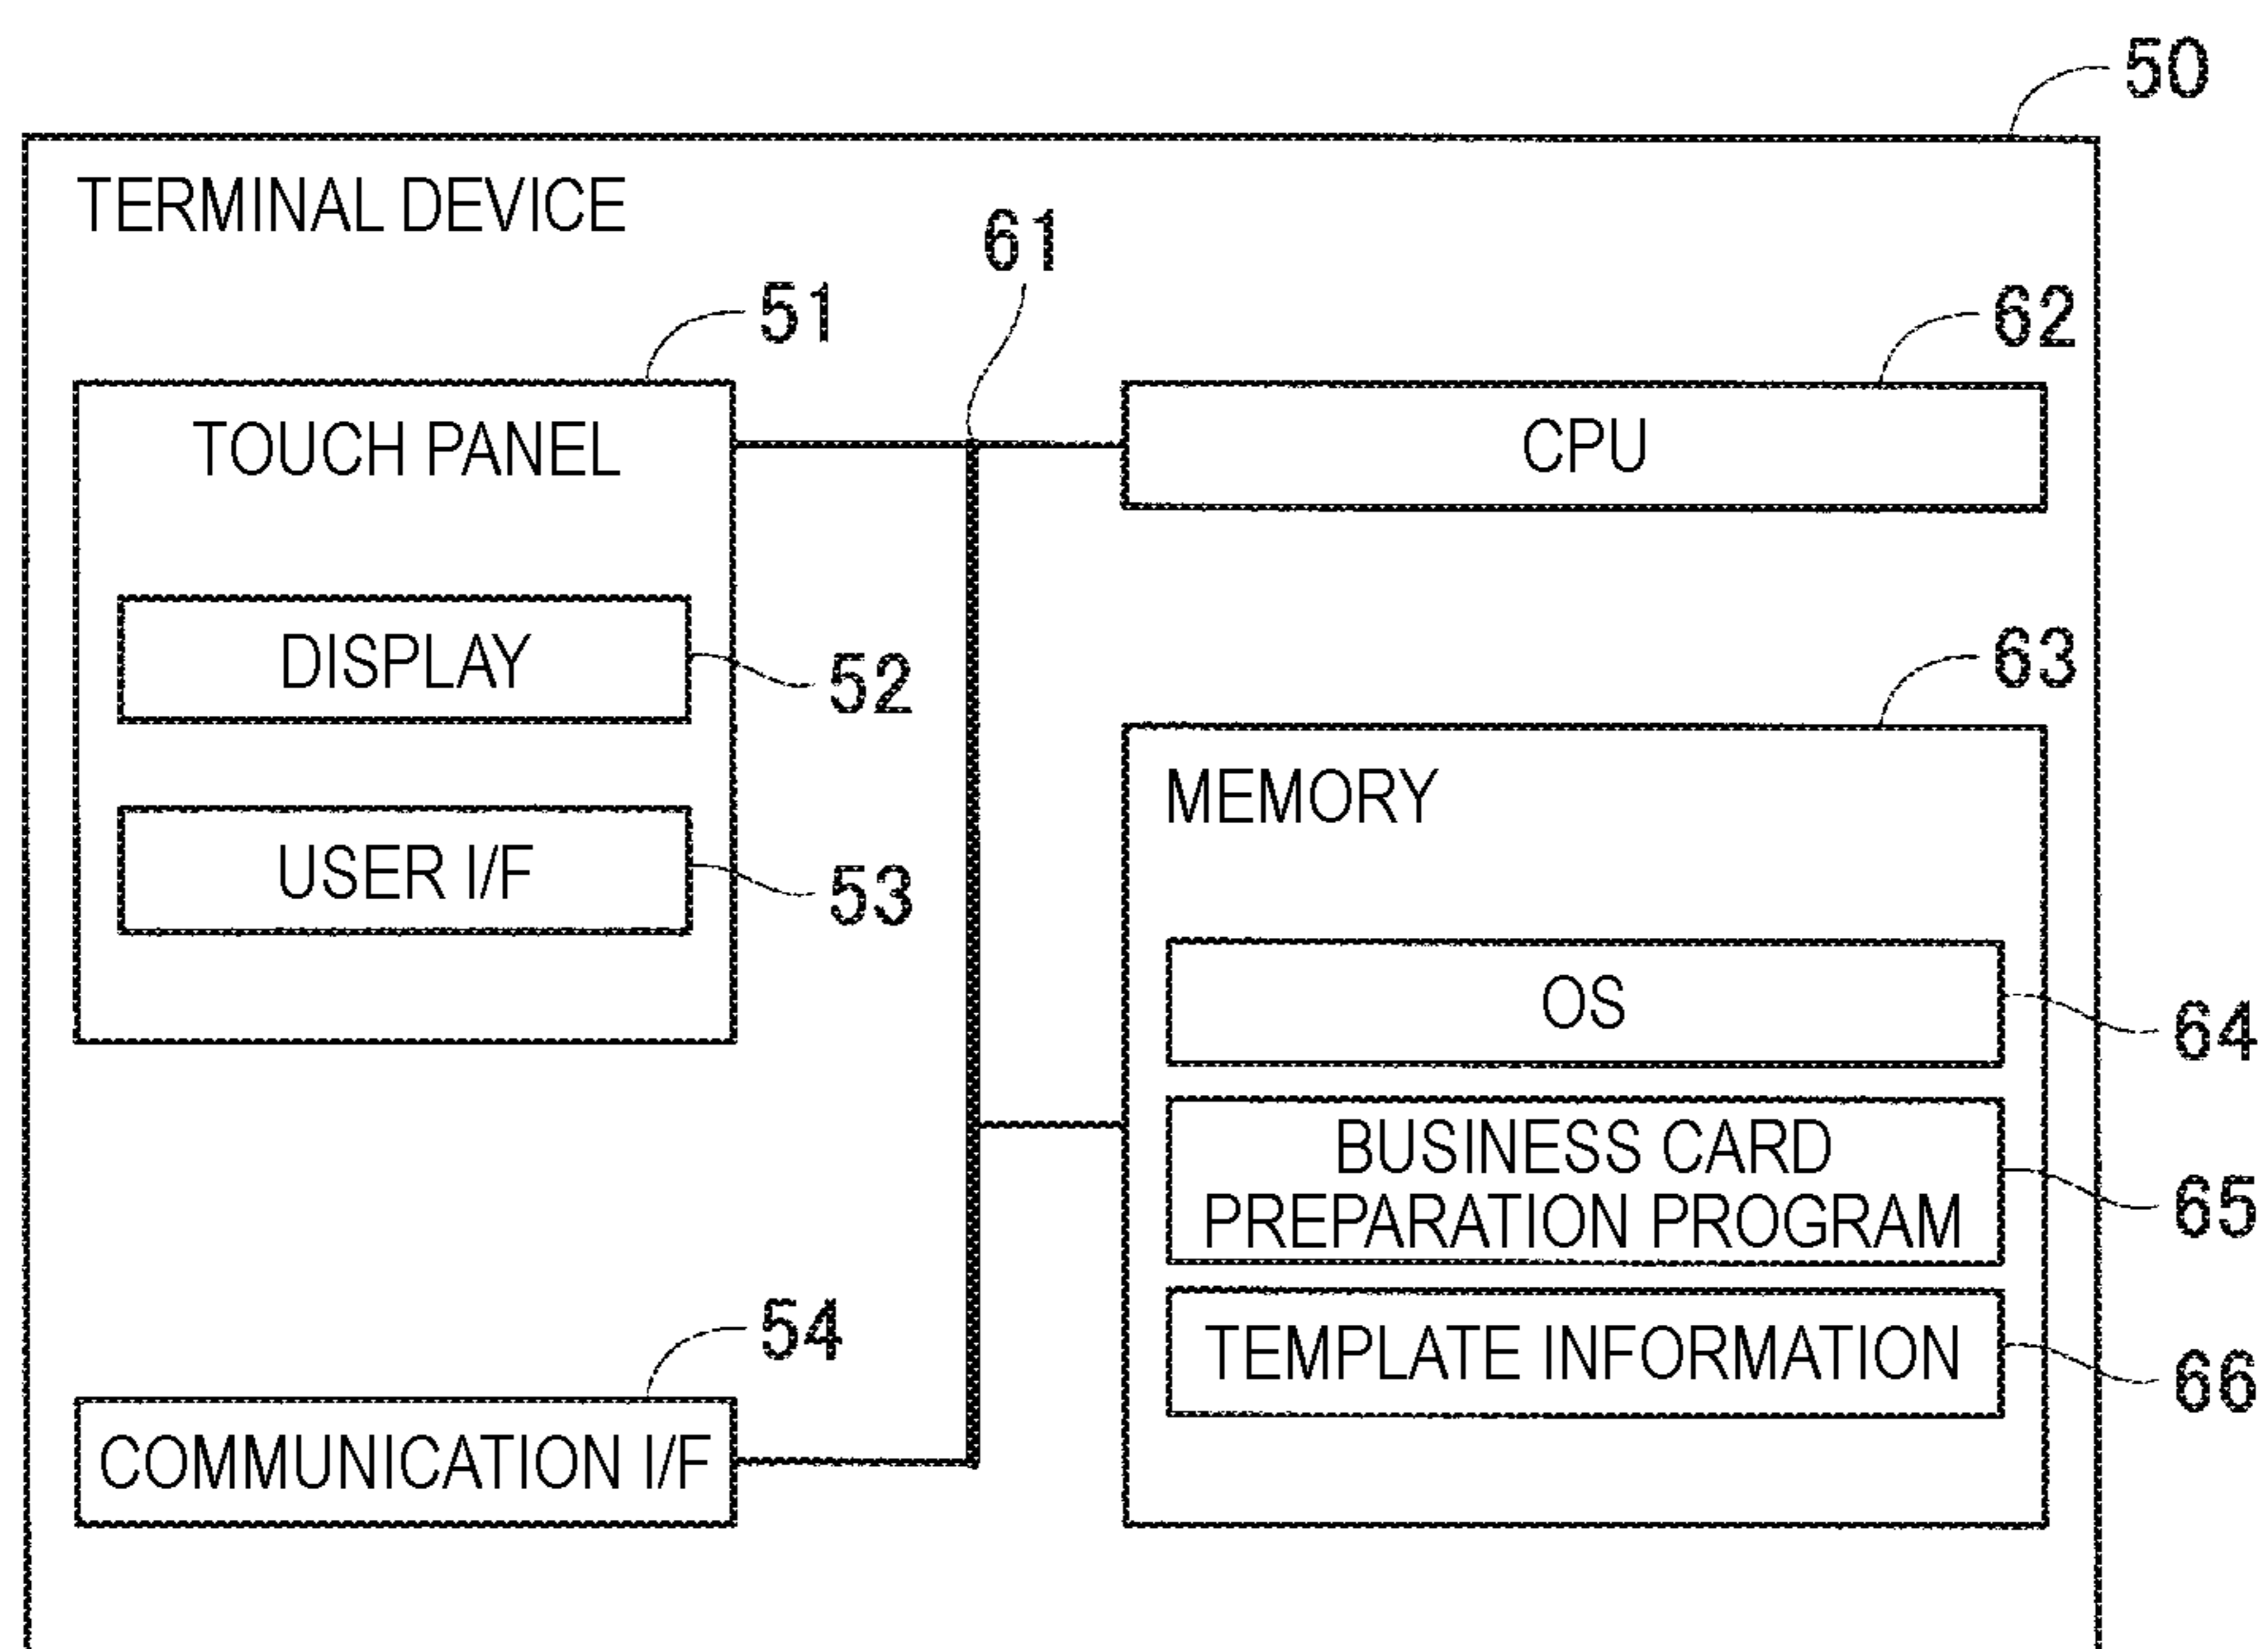 50
TERMINAL DEVICE
61
51
62
TOUCH PANEL
CPU
DISPLAY
52
63
MEMORY
USER I/F
53
OS
64
BUSINESS CARD
PREPARATION PROGRAM
65
54
TEMPLATE INFORMATION
66
COMMUNICATION I/F